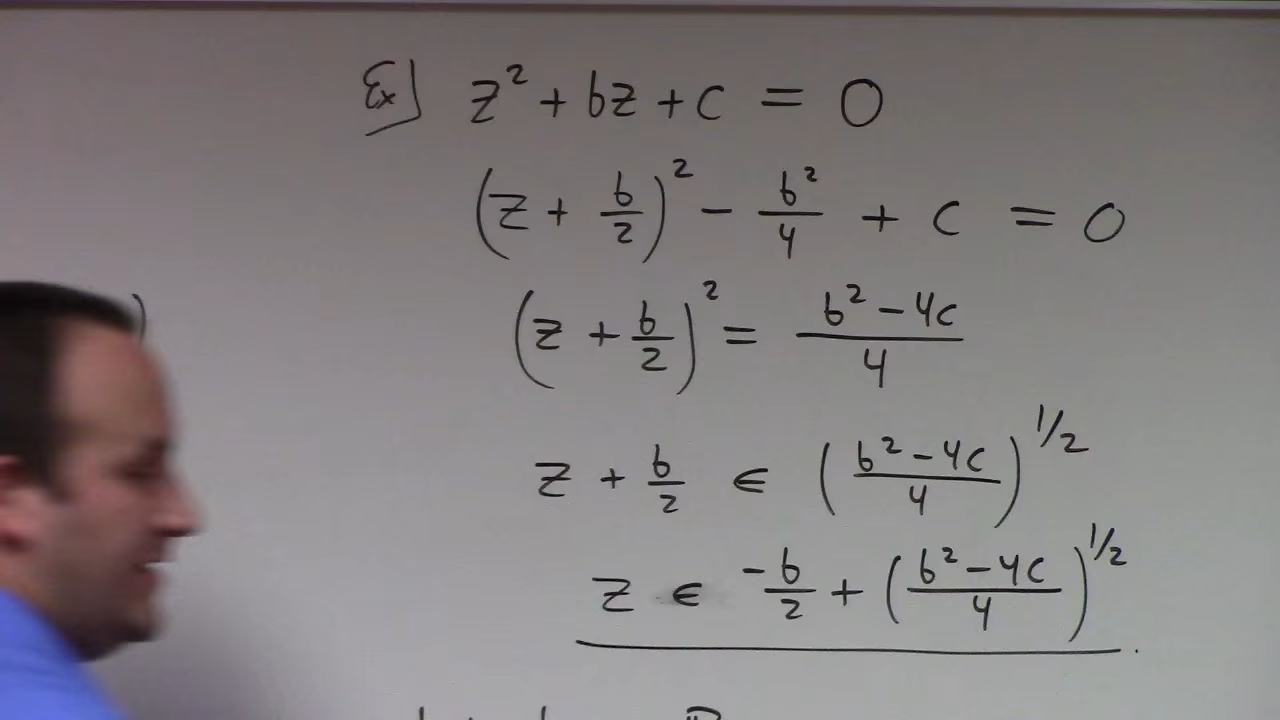 Ex] z² + bz + c = 0
(z + b/2)² - b²/4 + c = 0
(z + b/2)² = (b² - 4c)/4
z + b/2 ∈ ((b² - 4c)/4)^1/2
z ∈ -b/2 + ((b² - 4c)/4)^1/2.